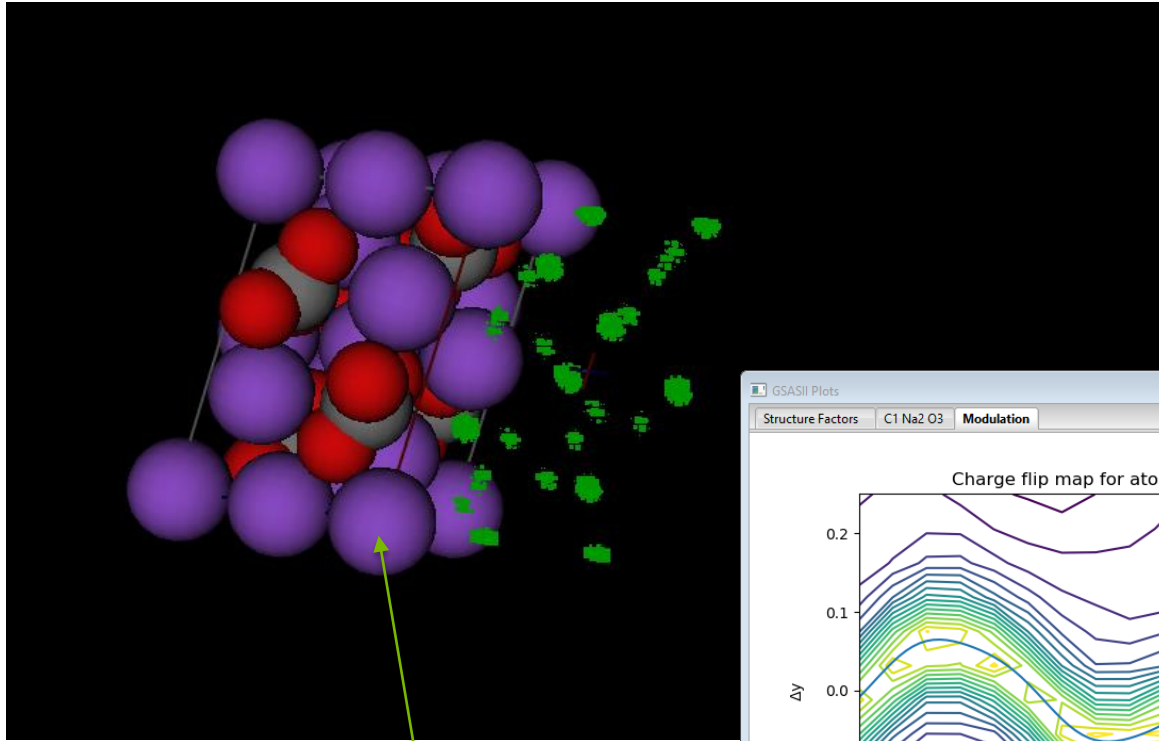 GSASII Plots
Structure Factors
C1 Na2 O3
Modulation
Charge flip map for ato
0.2
0.1
Δy
0.0